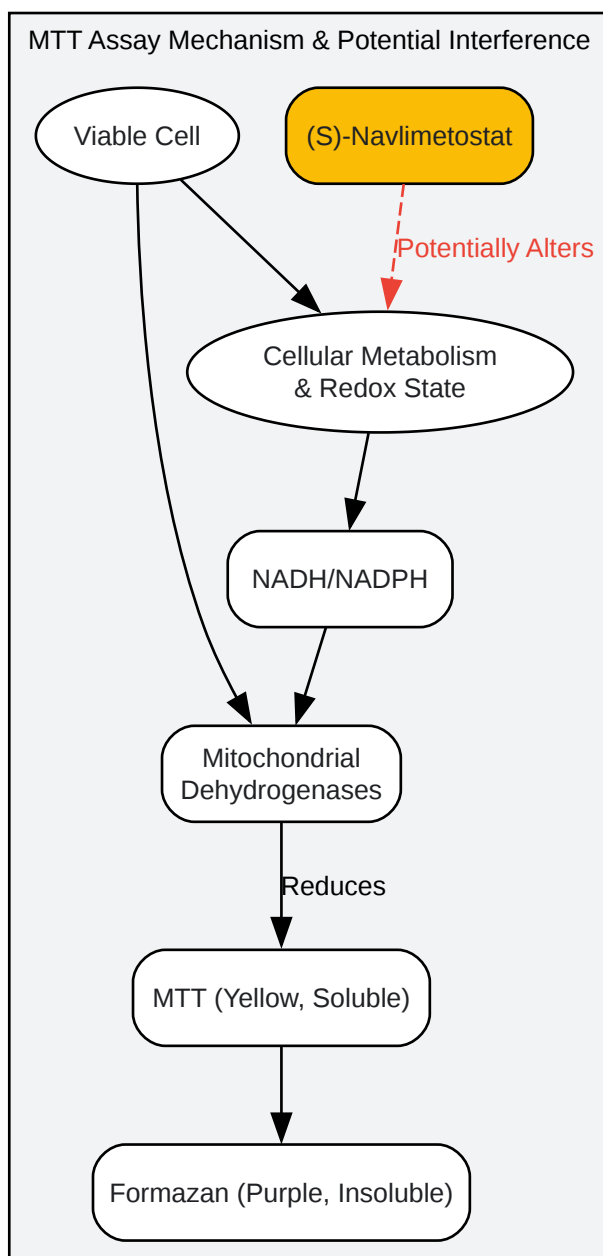 MTT Assay Mechanism & Potential Interference
Viable Cell
(S)-Navlimetostat
Potentially Alters
Cellular Metabolism
& Redox State
NADH/NADPH
Mitochondrial
Dehydrogenases
Reduces
MTT (Yellow, Soluble)
Formazan (Purple, Insoluble)